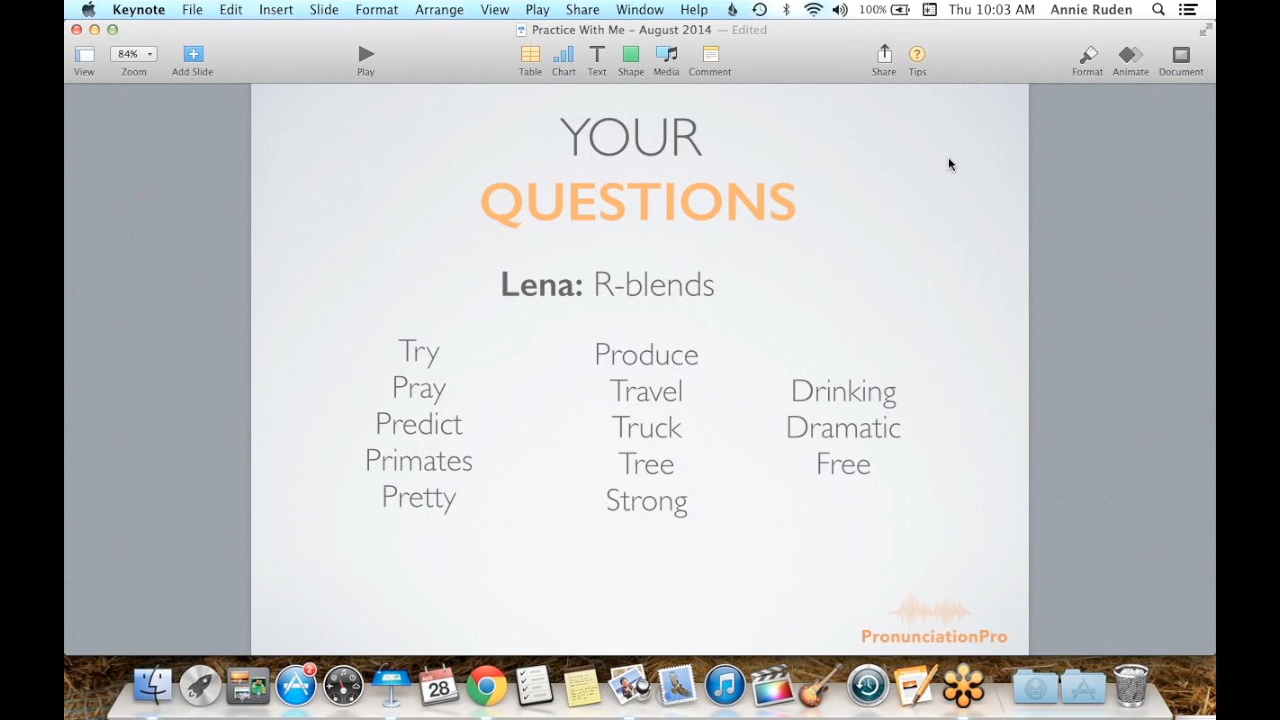 Keynote File Edit Insert Slide Format Arrange View Play Share Window Help 100% Thu 10:03 AM Annie Ruden
Practice With Me – August 2014 — Edited
84%
View Zoom Add Slide Play Table Chart Text Shape Media Comment Share Tips Format Animate Document
YOUR
QUESTIONS
Lena: R-blends
Try
Pray
Predict
Primates
Pretty
Produce
Travel
Truck
Tree
Strong
Drinking
Dramatic
Free
PronunciationPro
2
AUG
28